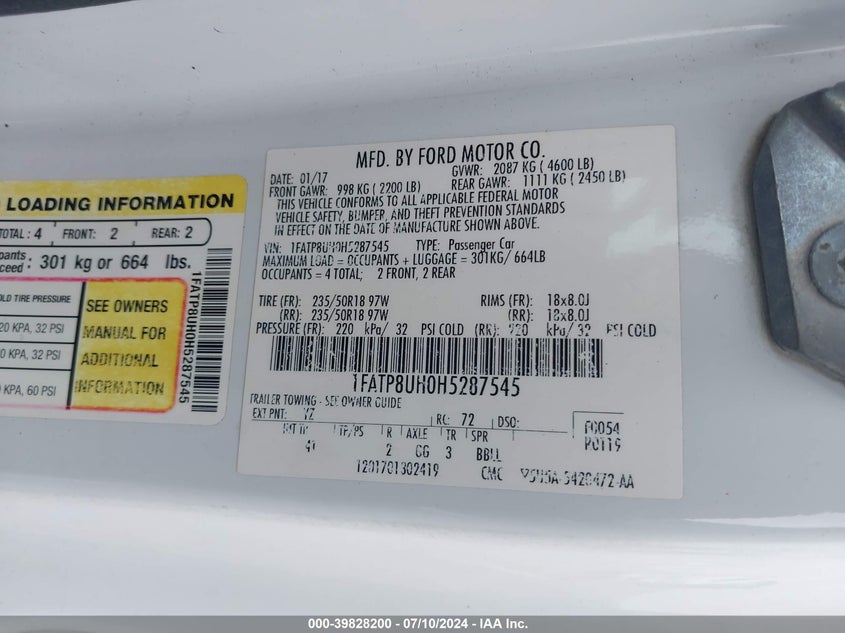 LOADING INFORMATION
TOTAL : 4 FRONT: 2 REAR: 2
301 kg or 664 lbs.
OLD TIRE PRESSURE
20 KPA, 32 PSI
0 KPA, 32 PSI
KPA, 60 PSI
SEE OWNERS
MANUAL FOR
ADDITIONAL
INFORMATION
1FATP8UH0H5287545
MFD. BY FORD MOTOR CO.
DATE: 01/17 GVWR: 2087 KG ( 4600 LB)
FRONT GAWR: 998 KG ( 2200 LB) REAR GAWR: 1111 KG ( 2450 LB)
THIS VEHICLE CONFORMS TO ALL APPLICABLE FEDERAL MOTOR
VEHICLE SAFETY, BUMPER, AND THEFT PREVENTION STANDARDS
IN EFFECT ON THE DATE OF MANUFACTURE SHOWN ABOVE.
VIN: 1FATP8UH0H5287545 TYPE: Passenger Car
MAXIMUM LOAD = OCCUPANTS + LUGGAGE = 301KG/ 664LB
OCCUPANTS = 4 TOTAL; 2 FRONT, 2 REAR
TIRE (FR): 235/50R18 97W RIMS (FR): 18x8.0J
(RR): 235/50R18 97W (RR): 18x8.0J
PRESSURE (FR): 220 kPa/ 32 PSI COLD (RR): 220 kPa/ 32 PSI COLD
1FATP8UH0H5287545
TRAILER TOWING - SEE OWNER GUIDE
EXT PNT: YZ RC: 72 DSO:
TP/PS R AXLE TR SPR
2 CG 3
T201701302419 CMC
000-39828200 - 07/10/2024 - IAA Inc.